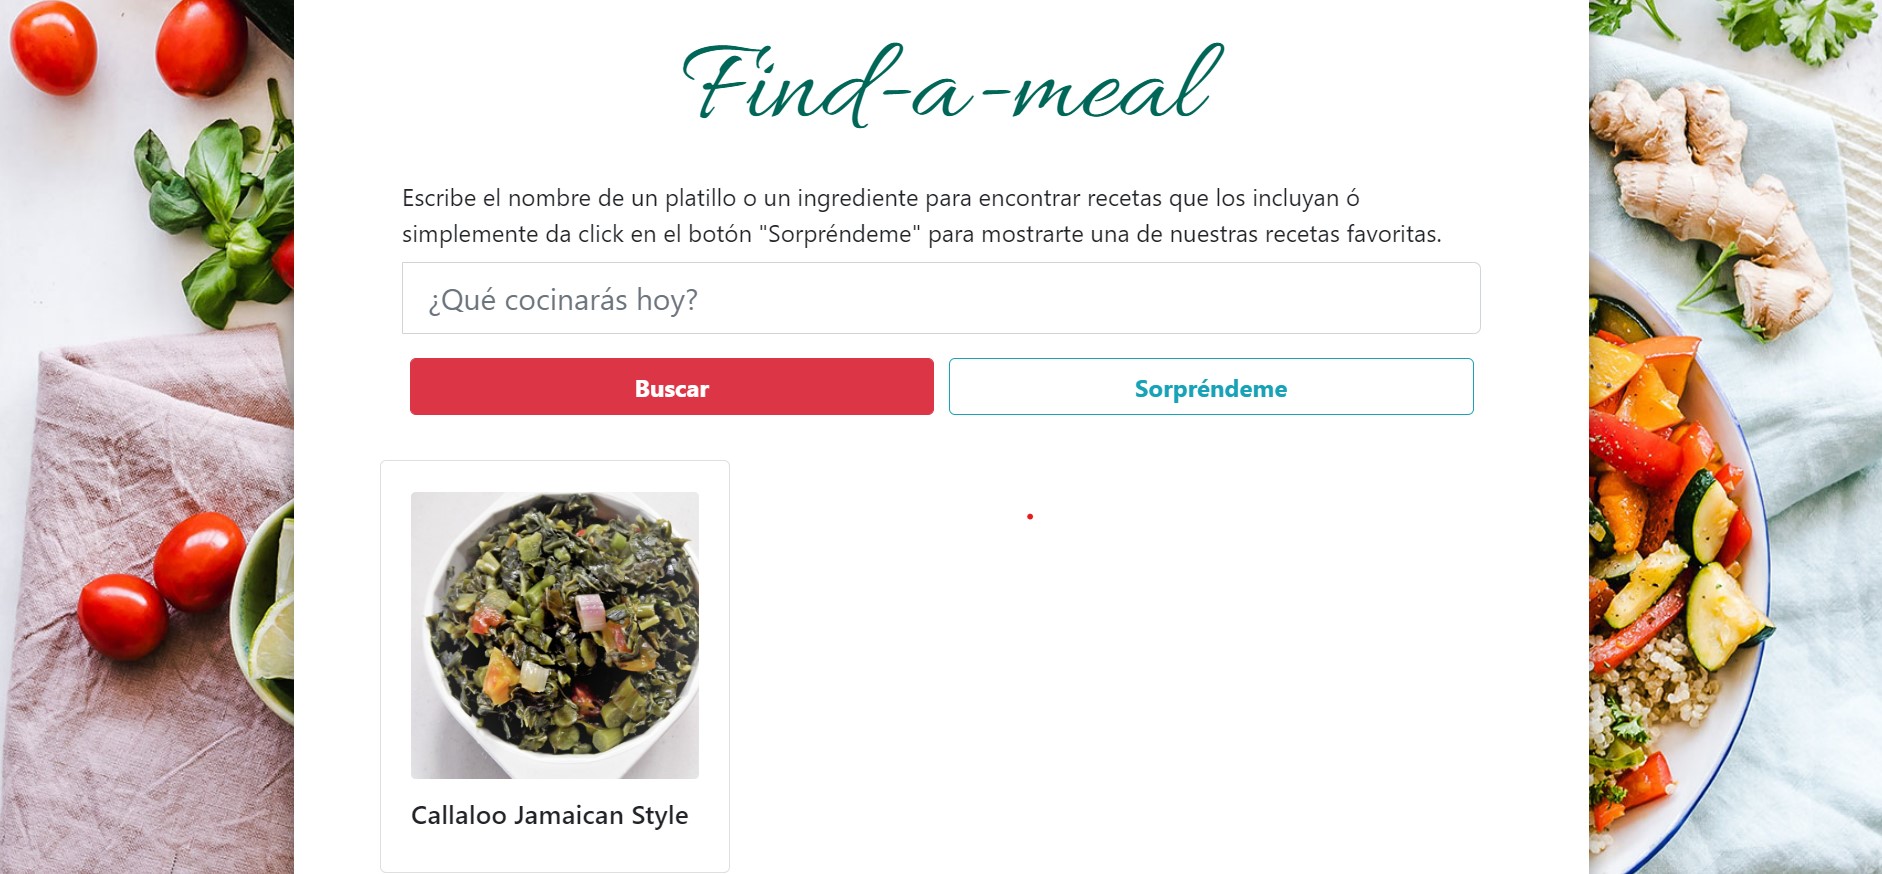 Find-a-meal
Escribe el nombre de un platillo o un ingrediente para encontrar recetas que los incluyan ó
simplemente da click en el botón "Sorpréndeme" para mostrarte una de nuestras recetas favoritas.
¿Qué cocinarás hoy?
Buscar
Sorpréndeme
Callaloo Jamaican Style